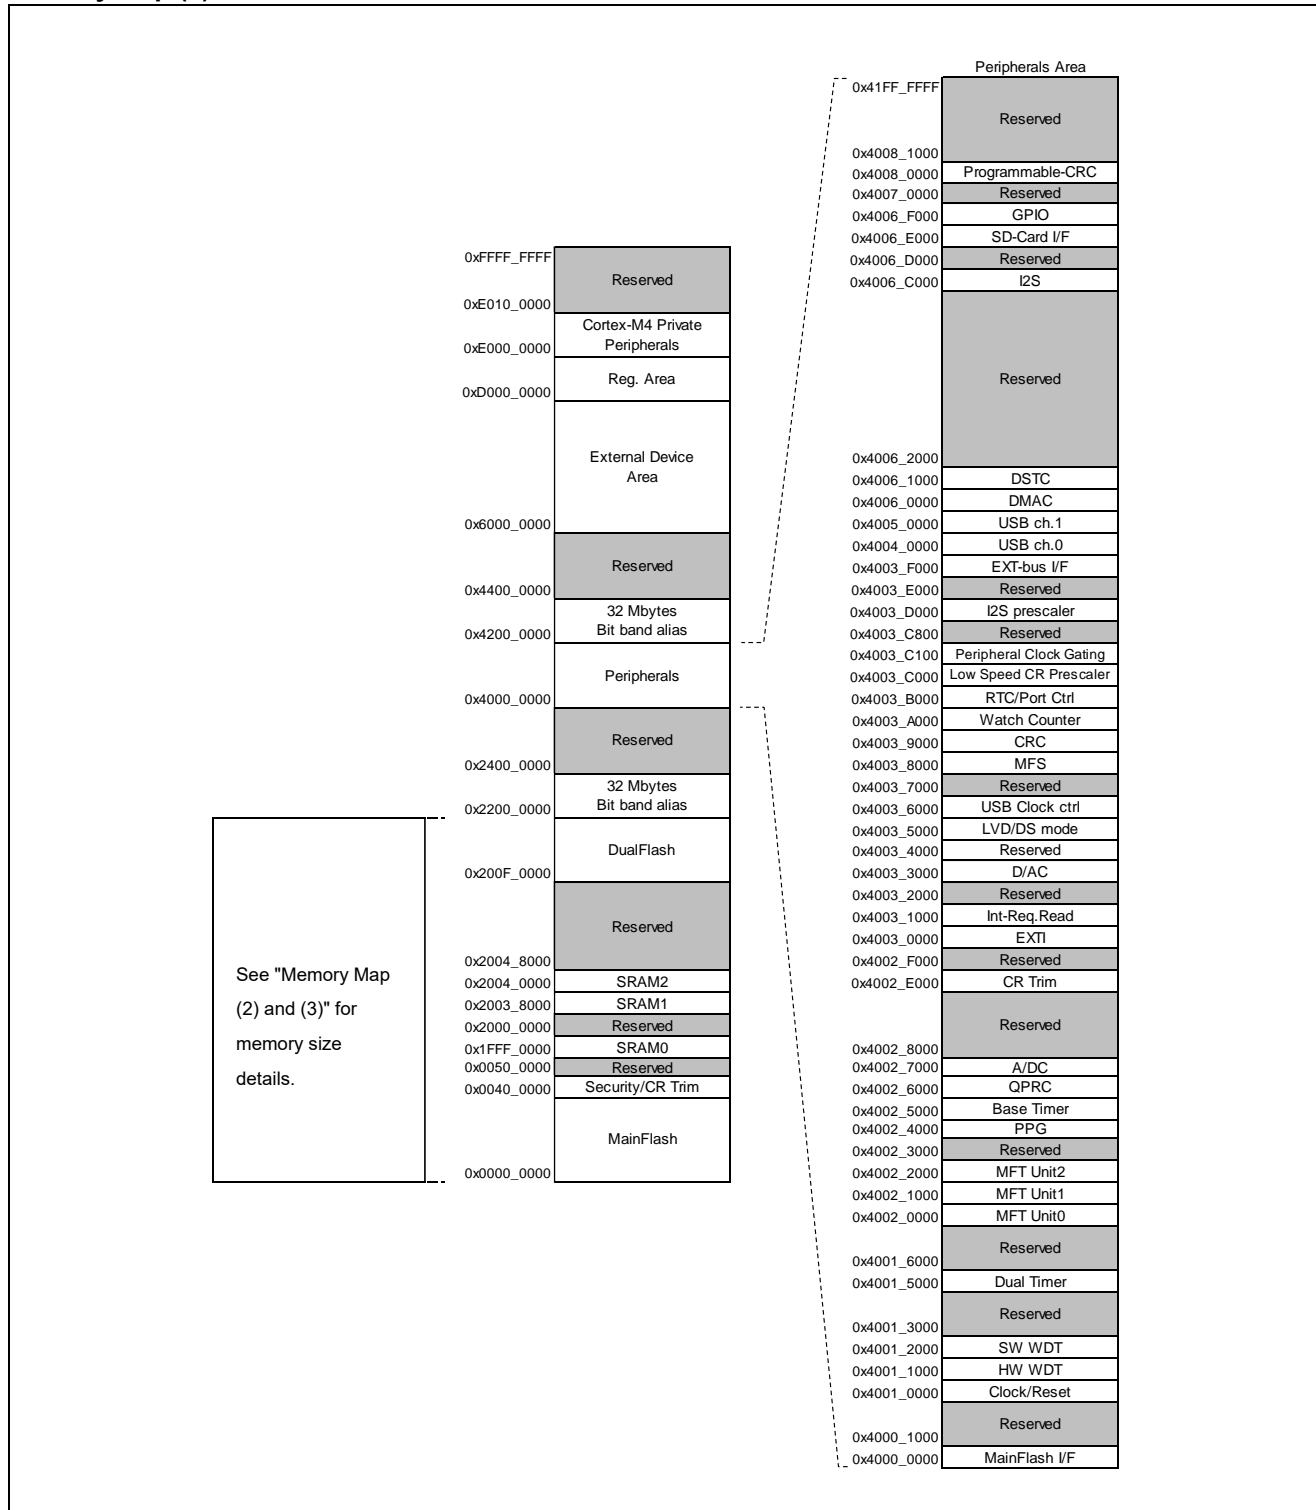 Peripherals Area
0x41FF_FFFF
Reserved
0x4008_1000
0x4008_0000 Programmable-CRC
0x4007_0000 Reserved
0x4006_F000 GPIO
0x4006_E000 SD-Card I/F
0x4006_D000 Reserved
0x4006_C000 I2S
Reserved
0x4006_2000
0x4006_1000 DSTC
0x4006_0000 DMAC
0x4005_0000 USB ch.1
0x4004_0000 USB ch.0
0x4003_F000 EXT-bus I/F
0x4003_E000 Reserved
0x4003_D000 I2S prescaler
0x4003_C800 Reserved
0x4003_C100 Peripheral Clock Gating
0x4003_C000 Low Speed CR Prescaler
0x4003_B000 RTC/Port Ctrl
0x4003_A000 Watch Counter
0x4003_9000 CRC
0x4003_8000 MFS
0x4003_7000 Reserved
0x4003_6000 USB Clock ctrl
0x4003_5000 LVD/DS mode
0x4003_4000 Reserved
0x4003_3000 D/AC
0x4003_2000 Reserved
0x4003_1000 Int-Req.Read
0x4003_0000 EXTI
0x4002_F000 Reserved
0x4002_E000 CR Trim
Reserved
0x4002_8000
0x4002_7000 A/DC
0x4002_6000 QPRC
0x4002_5000 Base Timer
0x4002_4000 PPG
0x4002_3000 Reserved
0x4002_2000 MFT Unit2
0x4002_1000 MFT Unit1
0x4002_0000 MFT Unit0
Reserved
0x4001_6000
0x4001_5000 Dual Timer
Reserved
0x4001_3000
0x4001_2000 SW WDT
0x4001_1000 HW WDT
0x4001_0000 Clock/Reset
Reserved
0x4000_1000
0x4000_0000 MainFlash I/F
0xFFFF_FFFF
Reserved
0xE010_0000
Cortex-M4 Private
Peripherals
0xE000_0000
Reg. Area
0xD000_0000
External Device
Area
0x6000_0000
Reserved
0x4400_0000
32 Mbytes
Bit band alias
0x4200_0000
Peripherals
0x4000_0000
Reserved
0x2400_0000
32 Mbytes
Bit band alias
0x2200_0000
DualFlash
0x200F_0000
Reserved
0x2004_8000
0x2004_0000 SRAM2
0x2003_8000 SRAM1
0x2000_0000 Reserved
0x1FFF_0000 SRAM0
0x0050_0000 Reserved
0x0040_0000 Security/CR Trim
MainFlash
0x0000_0000
See "Memory Map
(2) and (3)" for
memory size
details.